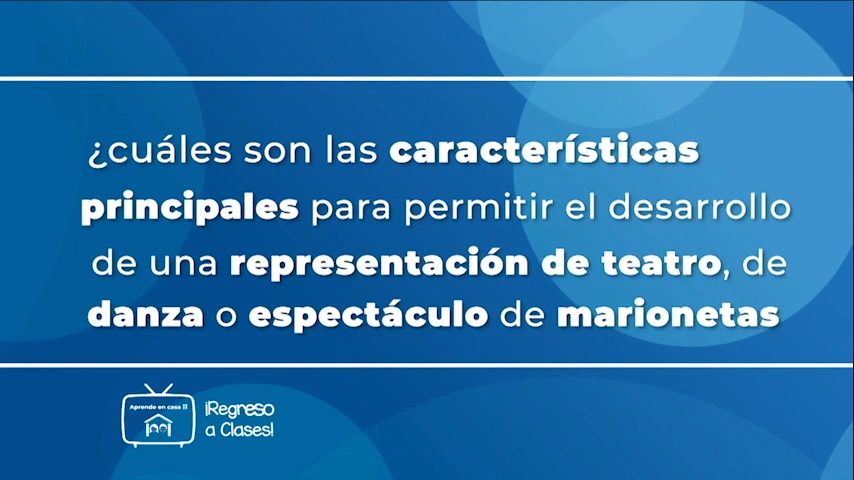 ¿cuáles son las características
principales para permitir el desarrollo
de una representación de teatro, de
danza o espectáculo de marionetas
Aprende en casa II
¡Regreso
a Clases!